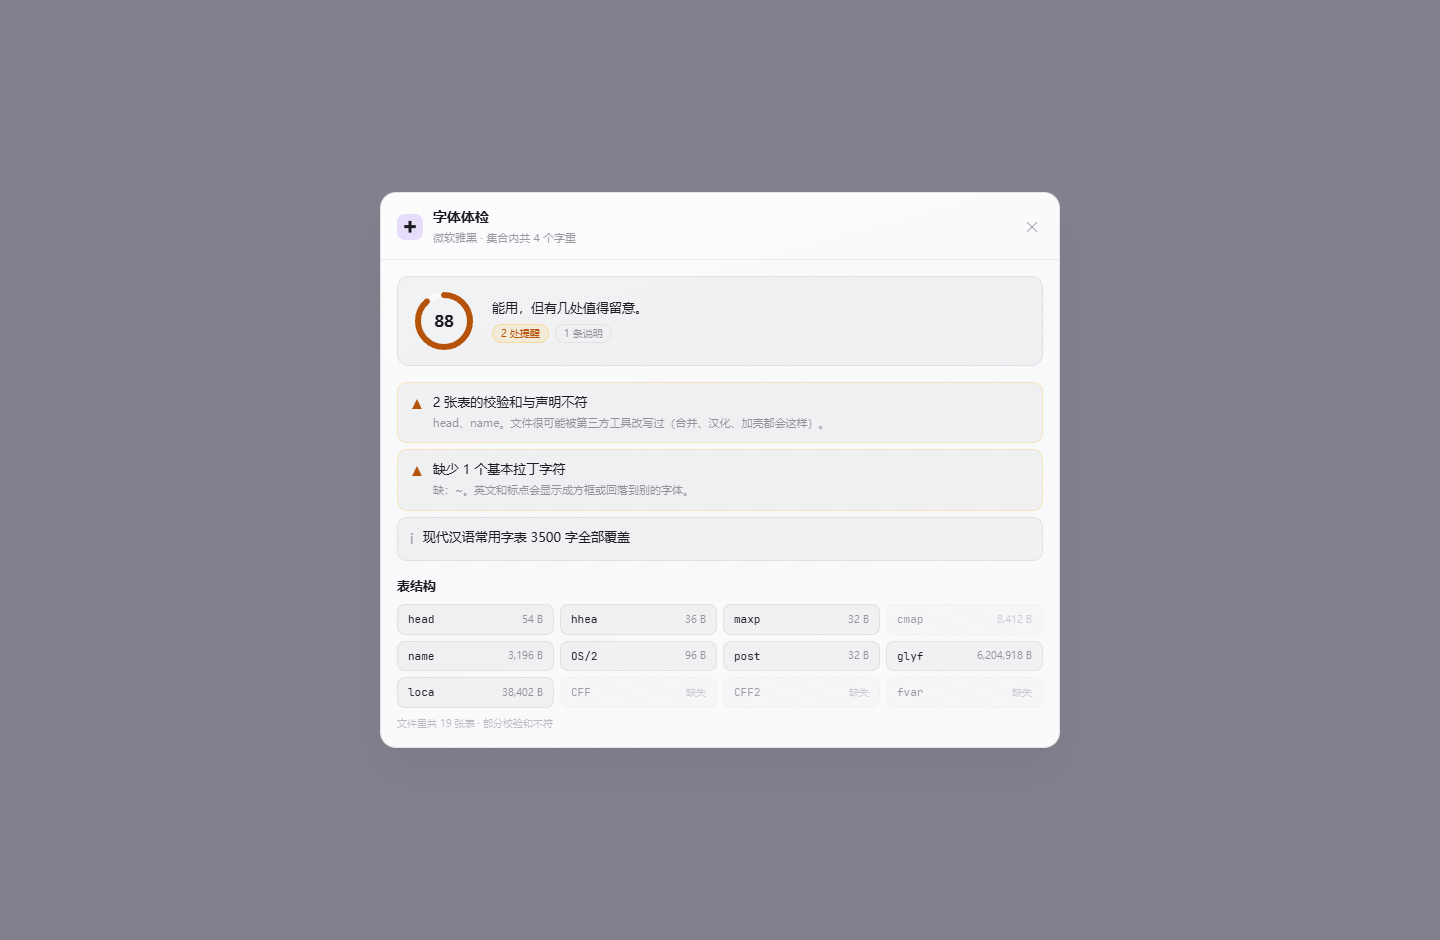 字体体检
微软雅黑 · 集合内共 4 个字重
88
能用，但有几处值得留意。
2 处提醒
1 条说明
2 张表的校验和与声明不符
head、name。文件很可能被第三方工具改写过（合并、汉化、加壳都会这样）。
缺少 1 个基本拉丁字符
缺：~。英文和标点会显示成方框或回落到别的字体。
现代汉语常用字表 3500 字全部覆盖
表结构
head 54 B hhea 36 B maxp 32 B cmap 8,412 B
name 3,196 B OS/2 96 B post 32 B glyf 6,204,918 B
loca 38,402 B CFF 缺失 CFF2 缺失 fvar 缺失
文件里共 19 张表 · 部分校验和不符